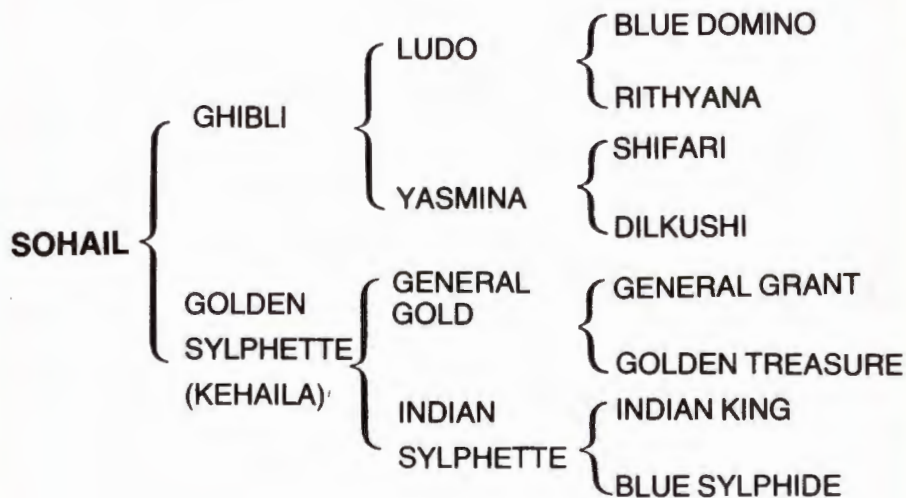 SOHAIL
GHIBLI
GOLDEN
SYLPHETTE
(KEHAILA)
LUDO
YASMINA
GENERAL
GOLD
INDIAN
SYLPHETTE
BLUE DOMINO
RITHYANA
SHIFARI
DILKUSHI
GENERAL GRANT
GOLDEN TREASURE
INDIAN KING
BLUE SYLPHIDE